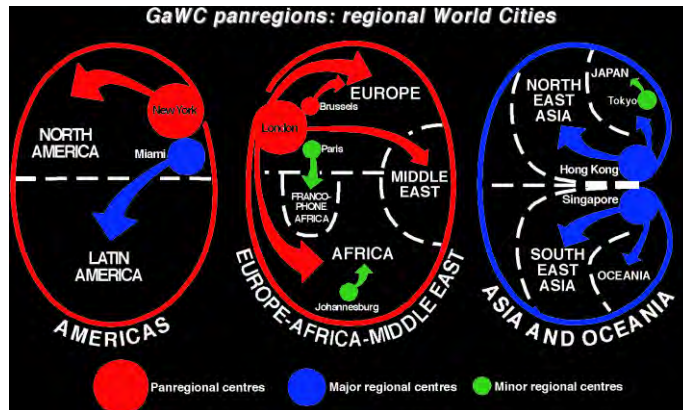 GaWC panregions: regional World Cities
New York
NORTH
AMERICA
Miami
LATIN
AMERICA
AMERICAS
EUROPE
Brussels
London
Paris
MIDDLE
EAST
FRANCO-
PHONE
AFRICA
AFRICA
Johannesburg
EUROPE-AFRICA-MIDDLE EAST
JAPAN
NORTH
EAST
ASIA
Tokyo
Hong Kong
Singapore
SOUTH
EAST
ASIA
OCEANIA
ASIA AND OCEANIA
Panregional centres
Major regional centres
Minor regional centres